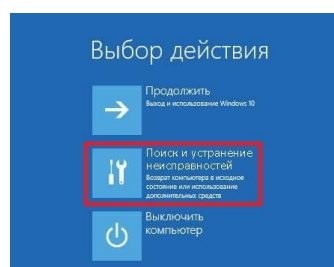 Выбор действия
Продолжить
Выход и использование Windows 10
Поиск и устранение
неисправностей
Возврат компьютера в исходное
состояние или использование
дополнительных средств
Выключить
компьютер